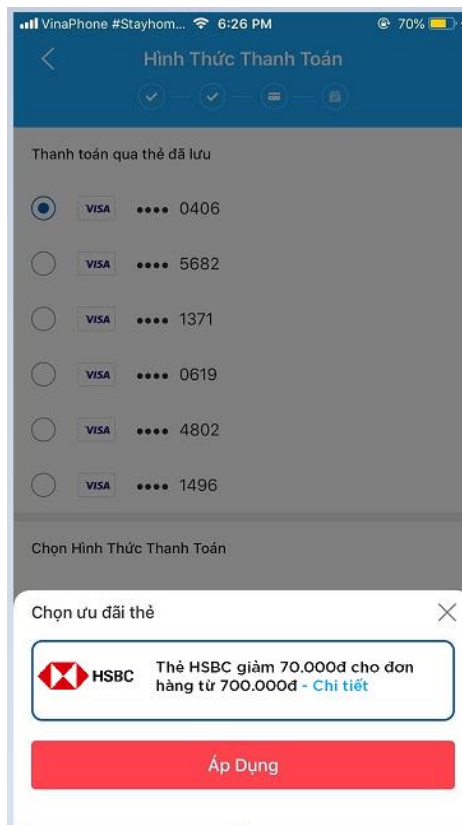 VinaPhone #Stayhom... 6:26 PM 70%
Hình Thức Thanh Toán
Thanh toán qua thẻ đã lưu
VISA •••• 0406
VISA •••• 5682
VISA •••• 1371
VISA •••• 0619
VISA •••• 4802
VISA •••• 1496
Chọn Hình Thức Thanh Toán
Chọn ưu đãi thẻ
HSBC
Thẻ HSBC giảm 70.000đ cho đơn
hàng từ 700.000đ - Chi tiết
Áp Dụng